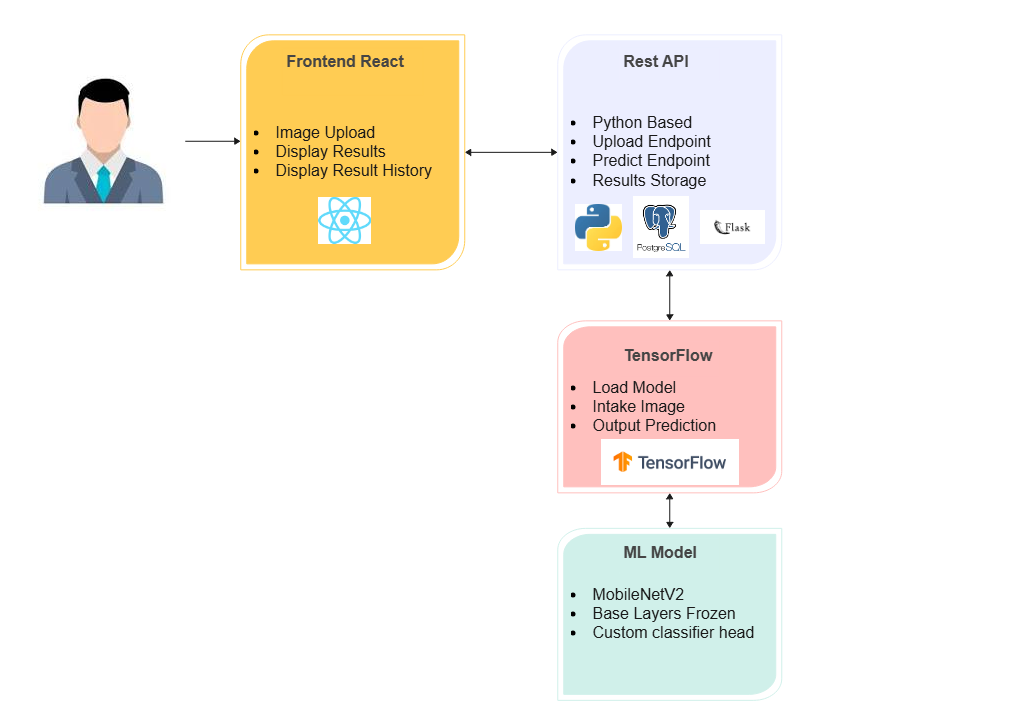 Frontend React
Image Upload
Display Results
Display Result History
Rest API
Python Based
Upload Endpoint
Predict Endpoint
Results Storage
PostgreSQL
Flask
TensorFlow
Load Model
Intake Image
Output Prediction
TensorFlow
ML Model
MobileNetV2
Base Layers Frozen
Custom classifier head